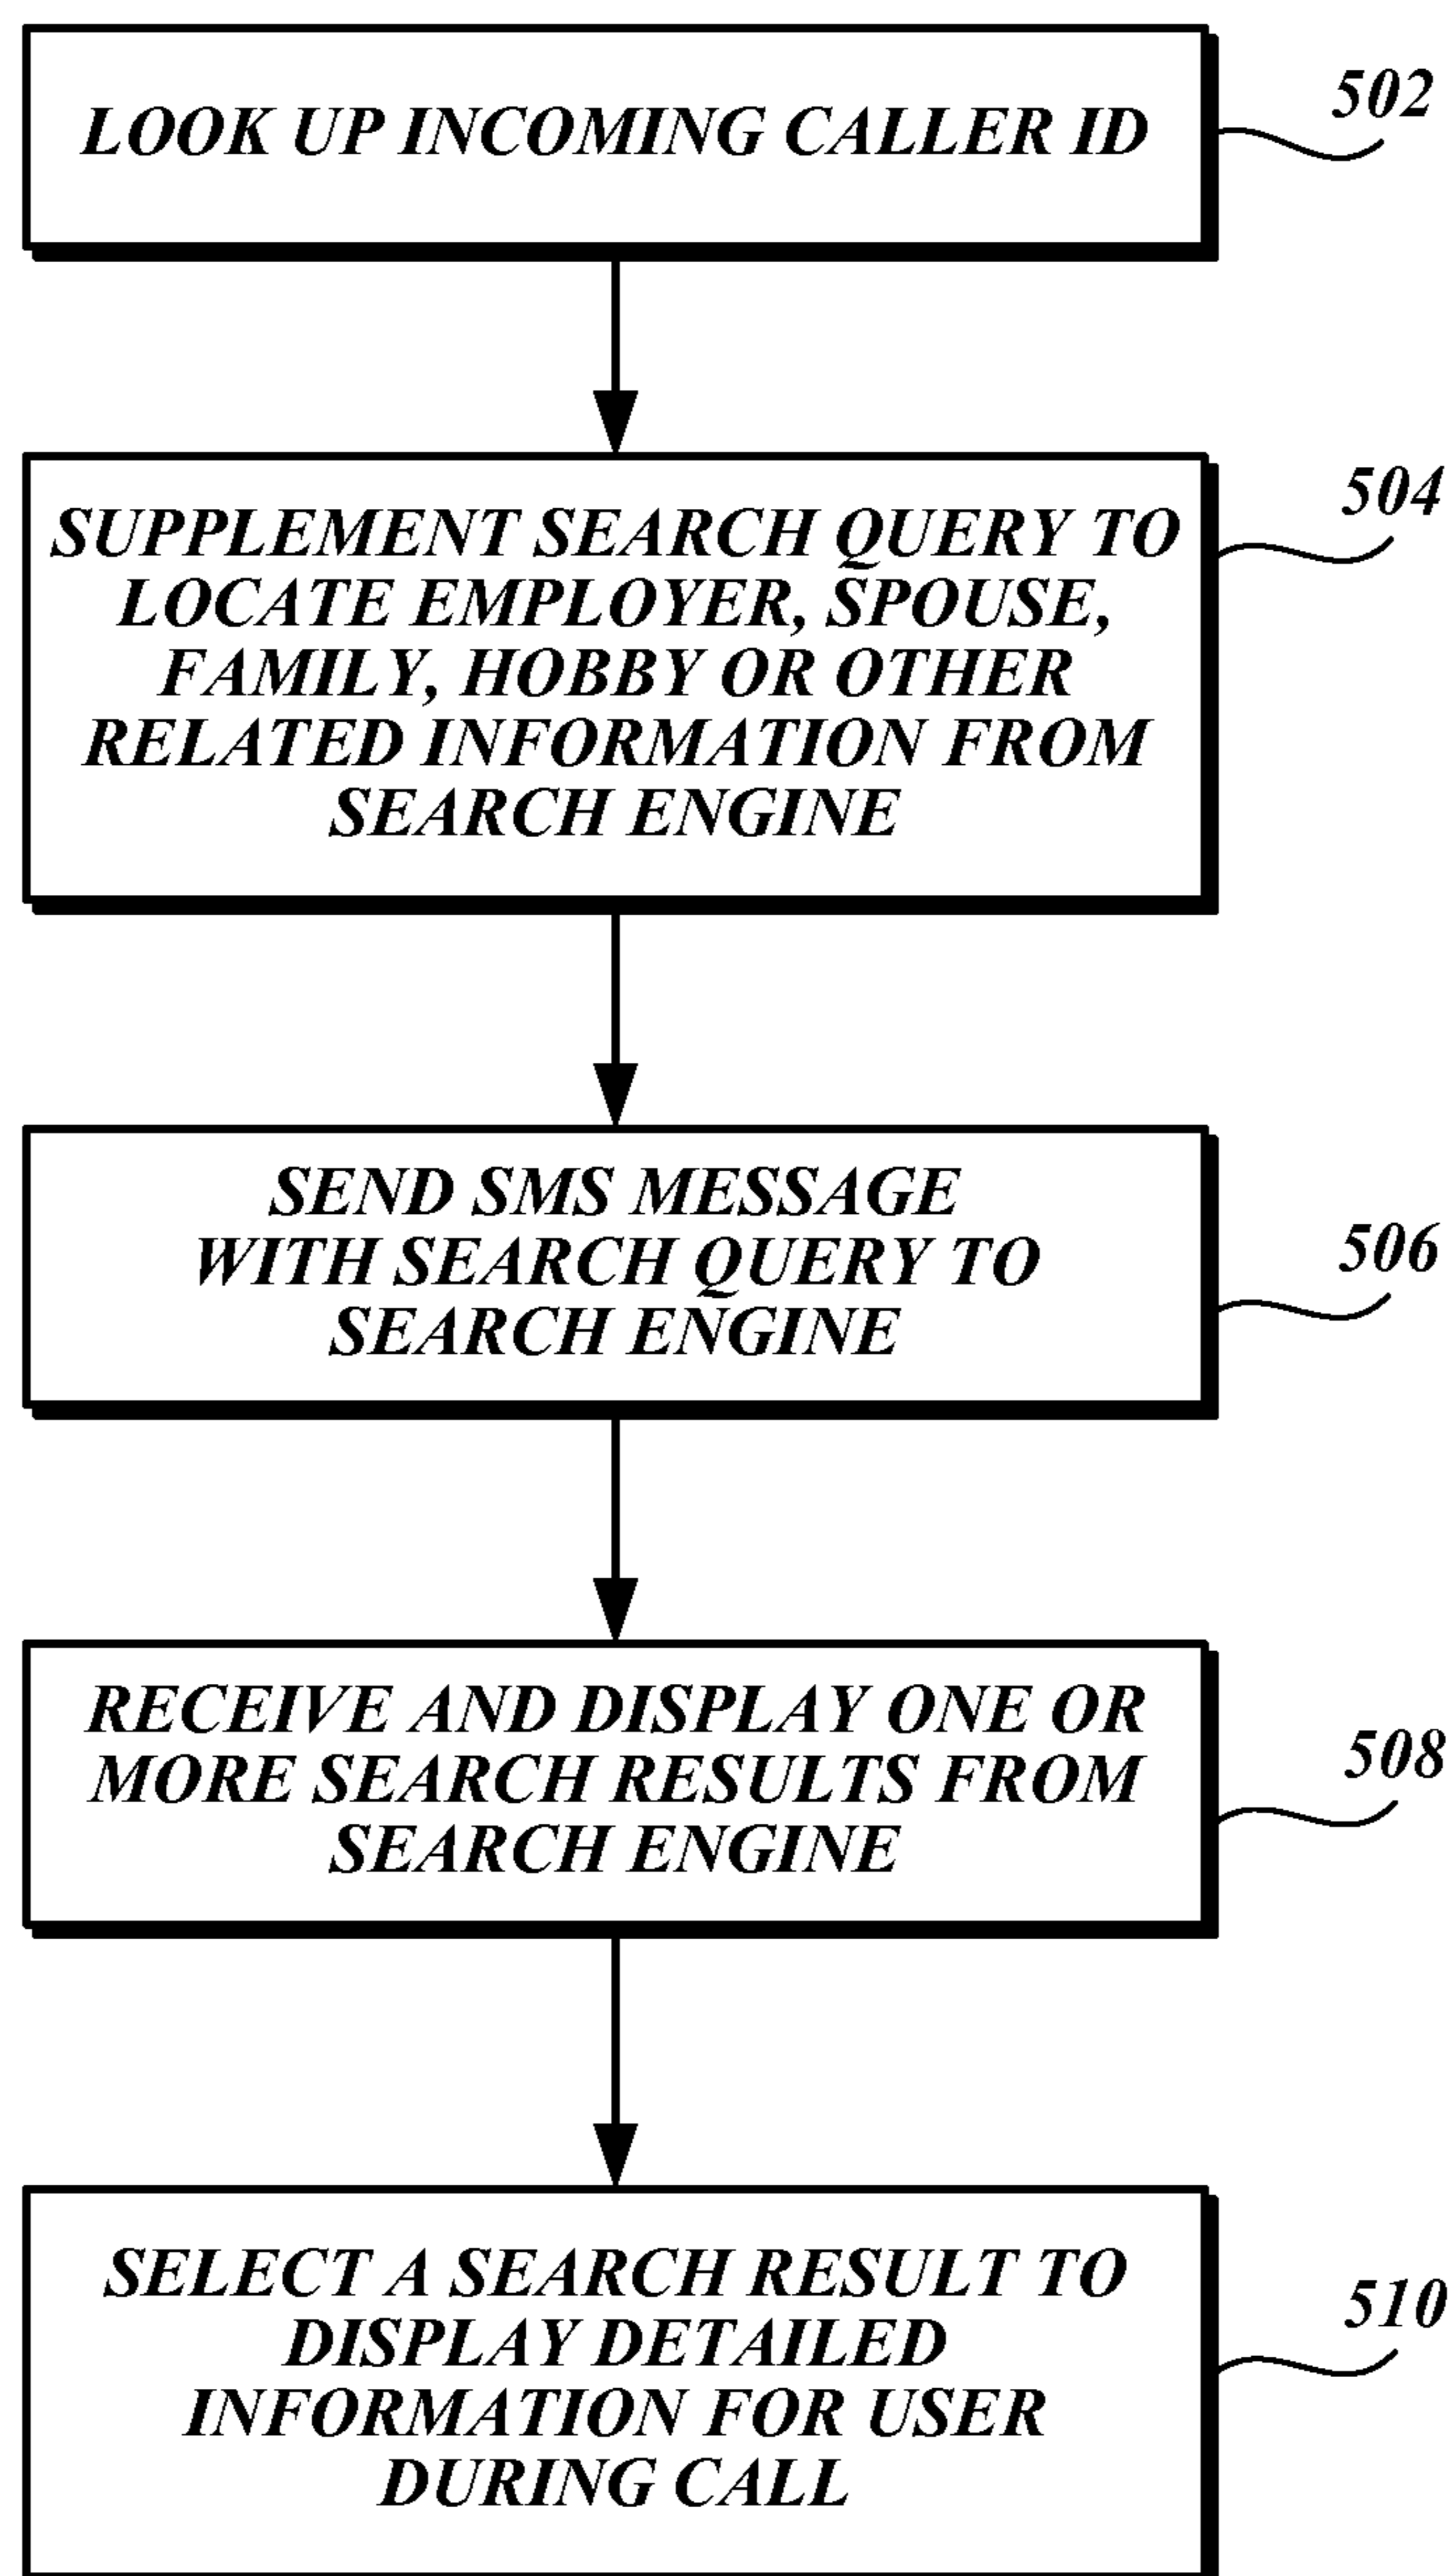 LOOK UP INCOMING CALLER ID
502
SUPPLEMENT SEARCH QUERY TO
LOCATE EMPLOYER, SPOUSE,
FAMILY, HOBBY OR OTHER
RELATED INFORMATION FROM
SEARCH ENGINE
504
SEND SMS MESSAGE
WITH SEARCH QUERY TO
SEARCH ENGINE
506
RECEIVE AND DISPLAY ONE OR
MORE SEARCH RESULTS FROM
SEARCH ENGINE
508
SELECT A SEARCH RESULT TO
DISPLAY DETAILED
INFORMATION FOR USER
DURING CALL
510